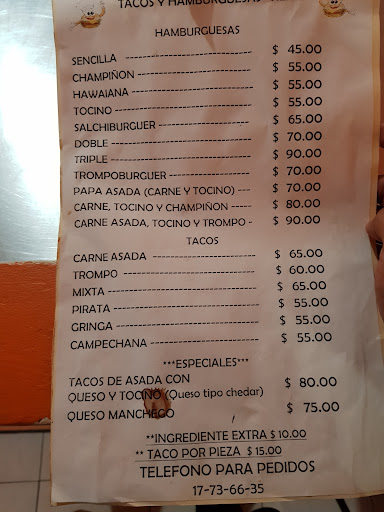 TACOS Y HAMBURGUESAS
HAMBURGUESAS
SENCILLA $ 45.00
CHAMPIÑON $ 55.00
HAWAIANA $ 55.00
TOCINO $ 55.00
SALCHIBURGUER $ 65.00
DOBLE $ 70.00
TRIPLE $ 90.00
TROMPOBURGUER $ 70.00
PAPA ASADA (CARNE Y TOCINO) $ 70.00
CARNE, TOCINO Y CHAMPIÑON $ 80.00
CARNE ASADA, TOCINO Y TROMPO $ 90.00
TACOS
CARNE ASADA $ 65.00
TROMPO $ 60.00
MIXTA $ 65.00
PIRATA $ 55.00
GRINGA $ 55.00
CAMPECHANA $ 55.00
***ESPECIALES***
TACOS DE ASADA CON
QUESO Y TOCINO (Queso tipo chedar) $ 80.00
QUESO MANCHEGO $ 75.00
**INGREDIENTE EXTRA $ 10.00
** TACO POR PIEZA $ 15.00
TELEFONO PARA PEDIDOS
17-73-66-35